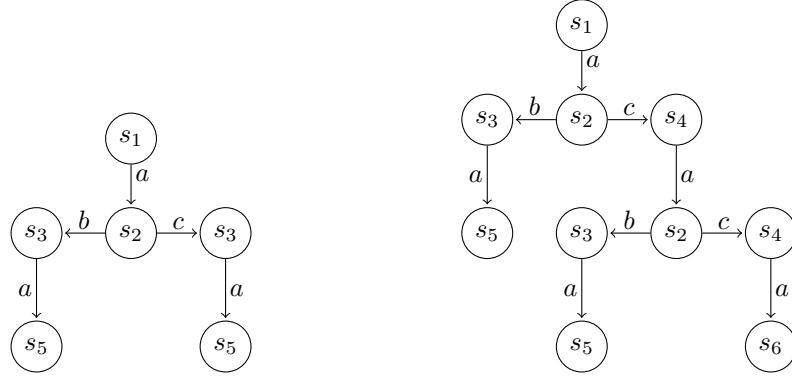 s₁
a
s₃ b s₂ c s₃
a a
s₅ s₅
s₁
a
s₃ b s₂ c s₄
a a
s₅ s₃ b s₂ c s₄
a a
s₅ s₆